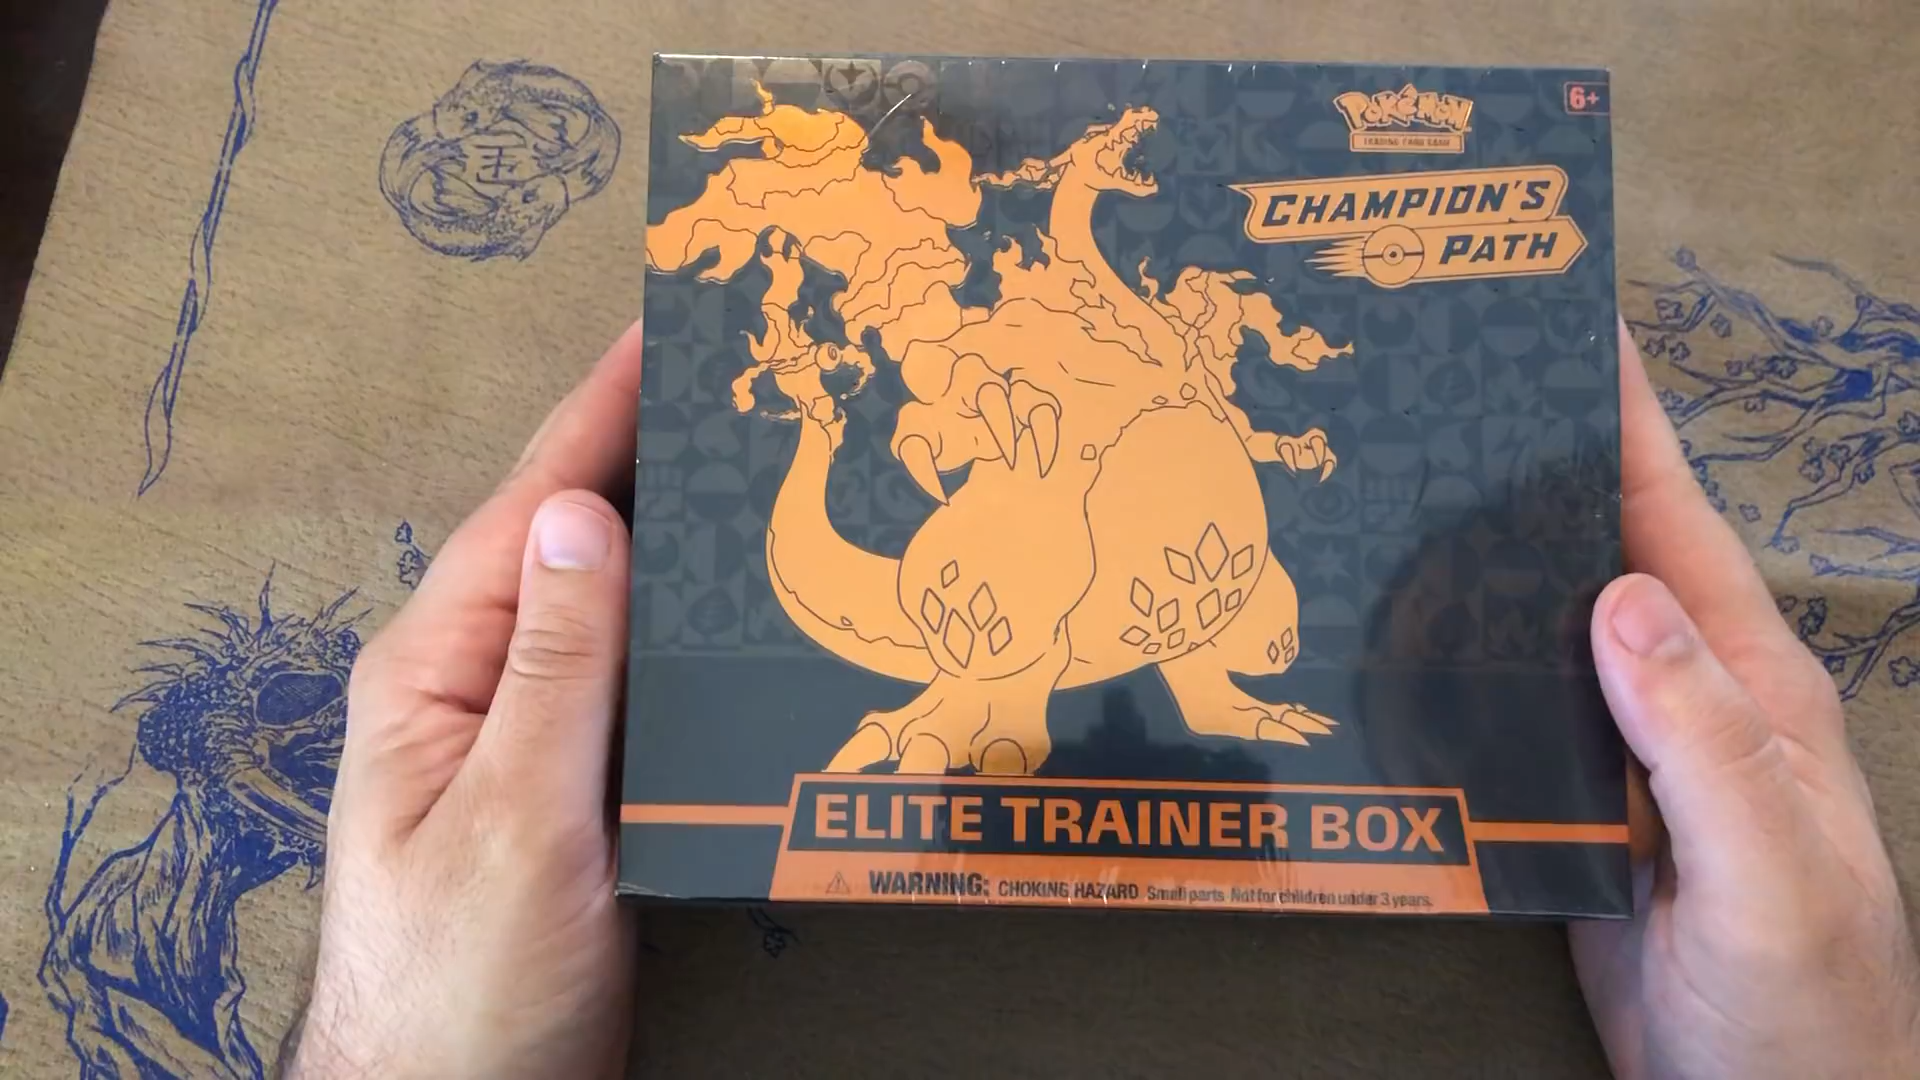 6+
POKÉMON
TRADING CARD GAME
CHAMPION'S
PATH
ELITE TRAINER BOX
WARNING: CHOKING HAZARD Small parts Not for children under 3 years.